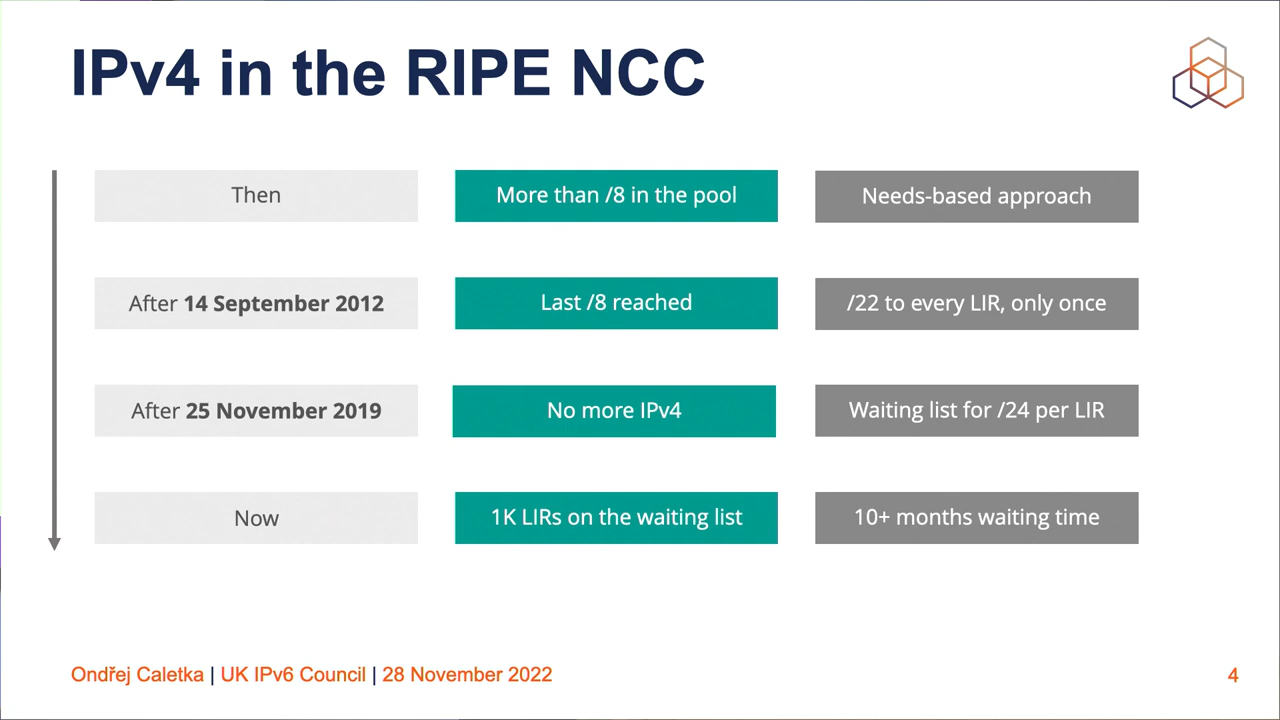 IPv4 in the RIPE NCC
Then
More than /8 in the pool
Needs-based approach
After 14 September 2012
Last /8 reached
/22 to every LIR, only once
After 25 November 2019
No more IPv4
Waiting list for /24 per LIR
Now
1K LIRs on the waiting list
10+ months waiting time
Ondřej Caletka | UK IPv6 Council | 28 November 2022
4